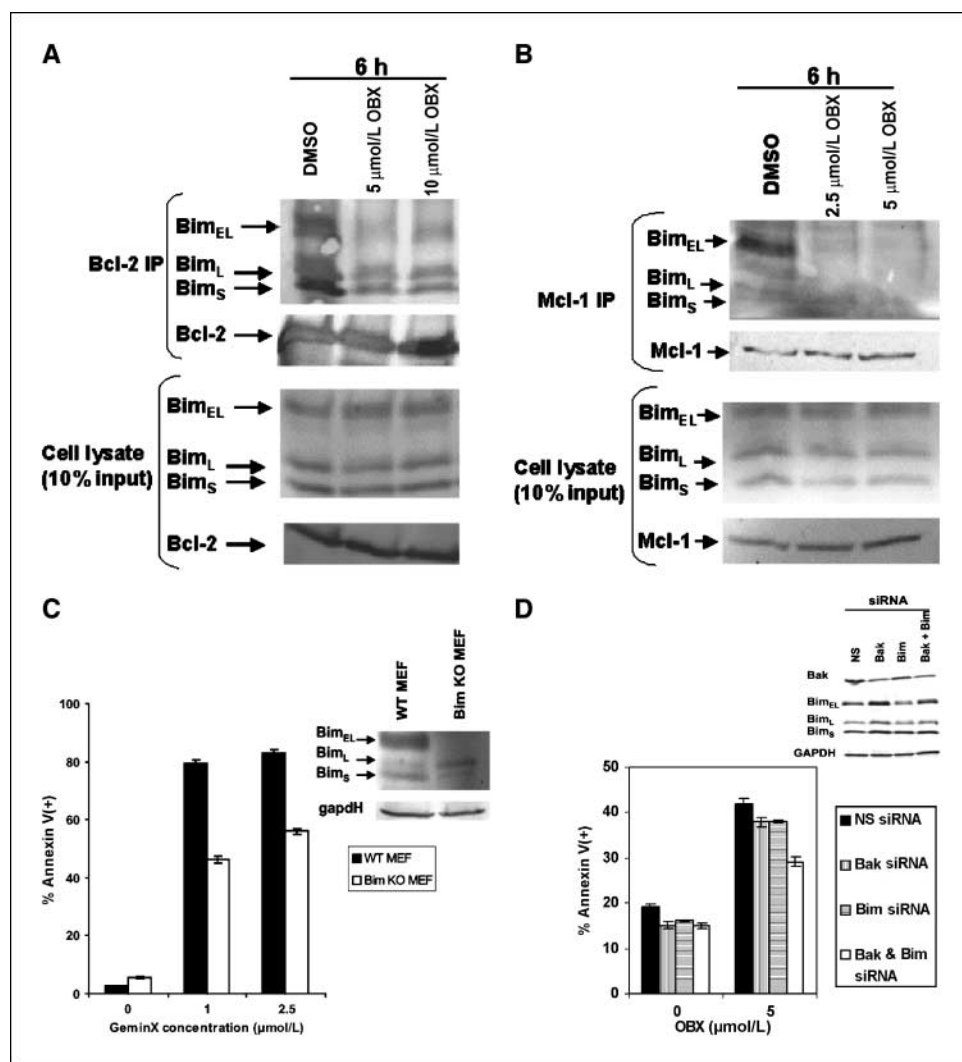 A
6 h
DMSO
5 μmol/L OBX
10 μmol/L OBX
Bcl-2 IP
BimEL
BimL
BimS
Bcl-2
Cell lysate
(10% input)
BimEL
BimL
BimS
Bcl-2
B
6 h
DMSO
2.5 μmol/L OBX
5 μmol/L OBX
Mcl-1 IP
BimEL
BimL
BimS
Mcl-1
Cell lysate
(10% input)
BimEL
BimL
BimS
Mcl-1
C
% Annexin V(+)
100
80
60
40
20
0
0
1
2.5
GeminX concentration (μmol/L)
WT MEF
Bim KO MEF
BimEL
BimL
BimS
gapdH
WT MEF
Bim KO MEF
D
siRNA
NS
Bak
Bim
Bak + Bim
Bak
BimEL
BimL
BimS
GAPDH
% Annexin V(+)
50
40
30
20
10
0
0
5
OBX (μmol/L)
NS siRNA
Bak siRNA
Bim siRNA
Bak & Bim
siRNA